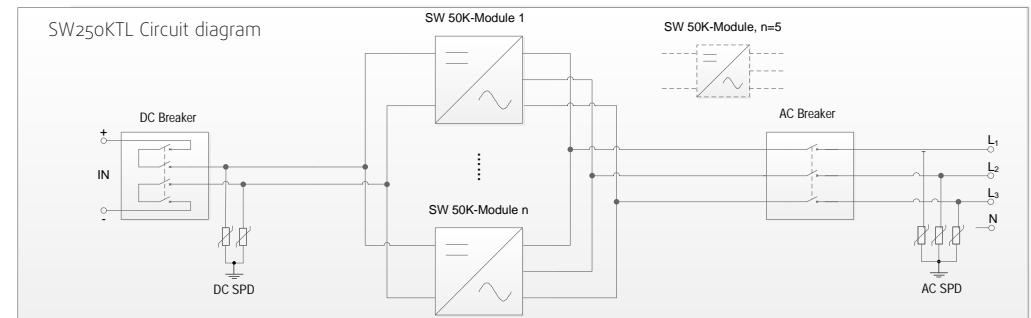 SW250KTL Circuit diagram
SW 50K-Module 1
SW 50K-Module, n=5
DC Breaker
AC Breaker
+
IN
-
L1
L2
L3
N
SW 50K-Module n
DC SPD
AC SPD